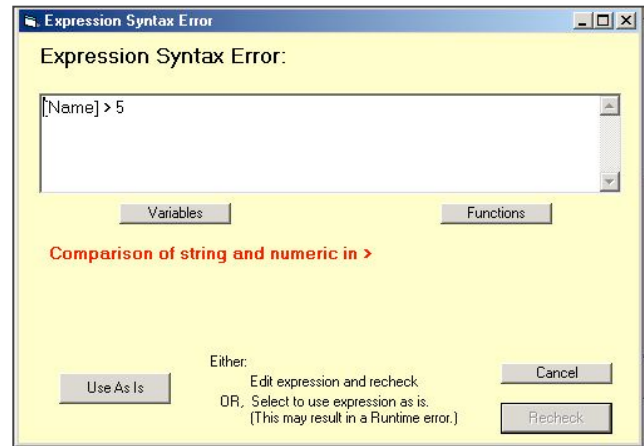 Expression Syntax Error
Expression Syntax Error:
[Name] > 5
Variables
Functions
Comparison of string and numeric in >
Either:
Edit expression and recheck
OR, Select to use expression as is.
(This may result in a Runtime error.)
Use As Is
Cancel
Recheck